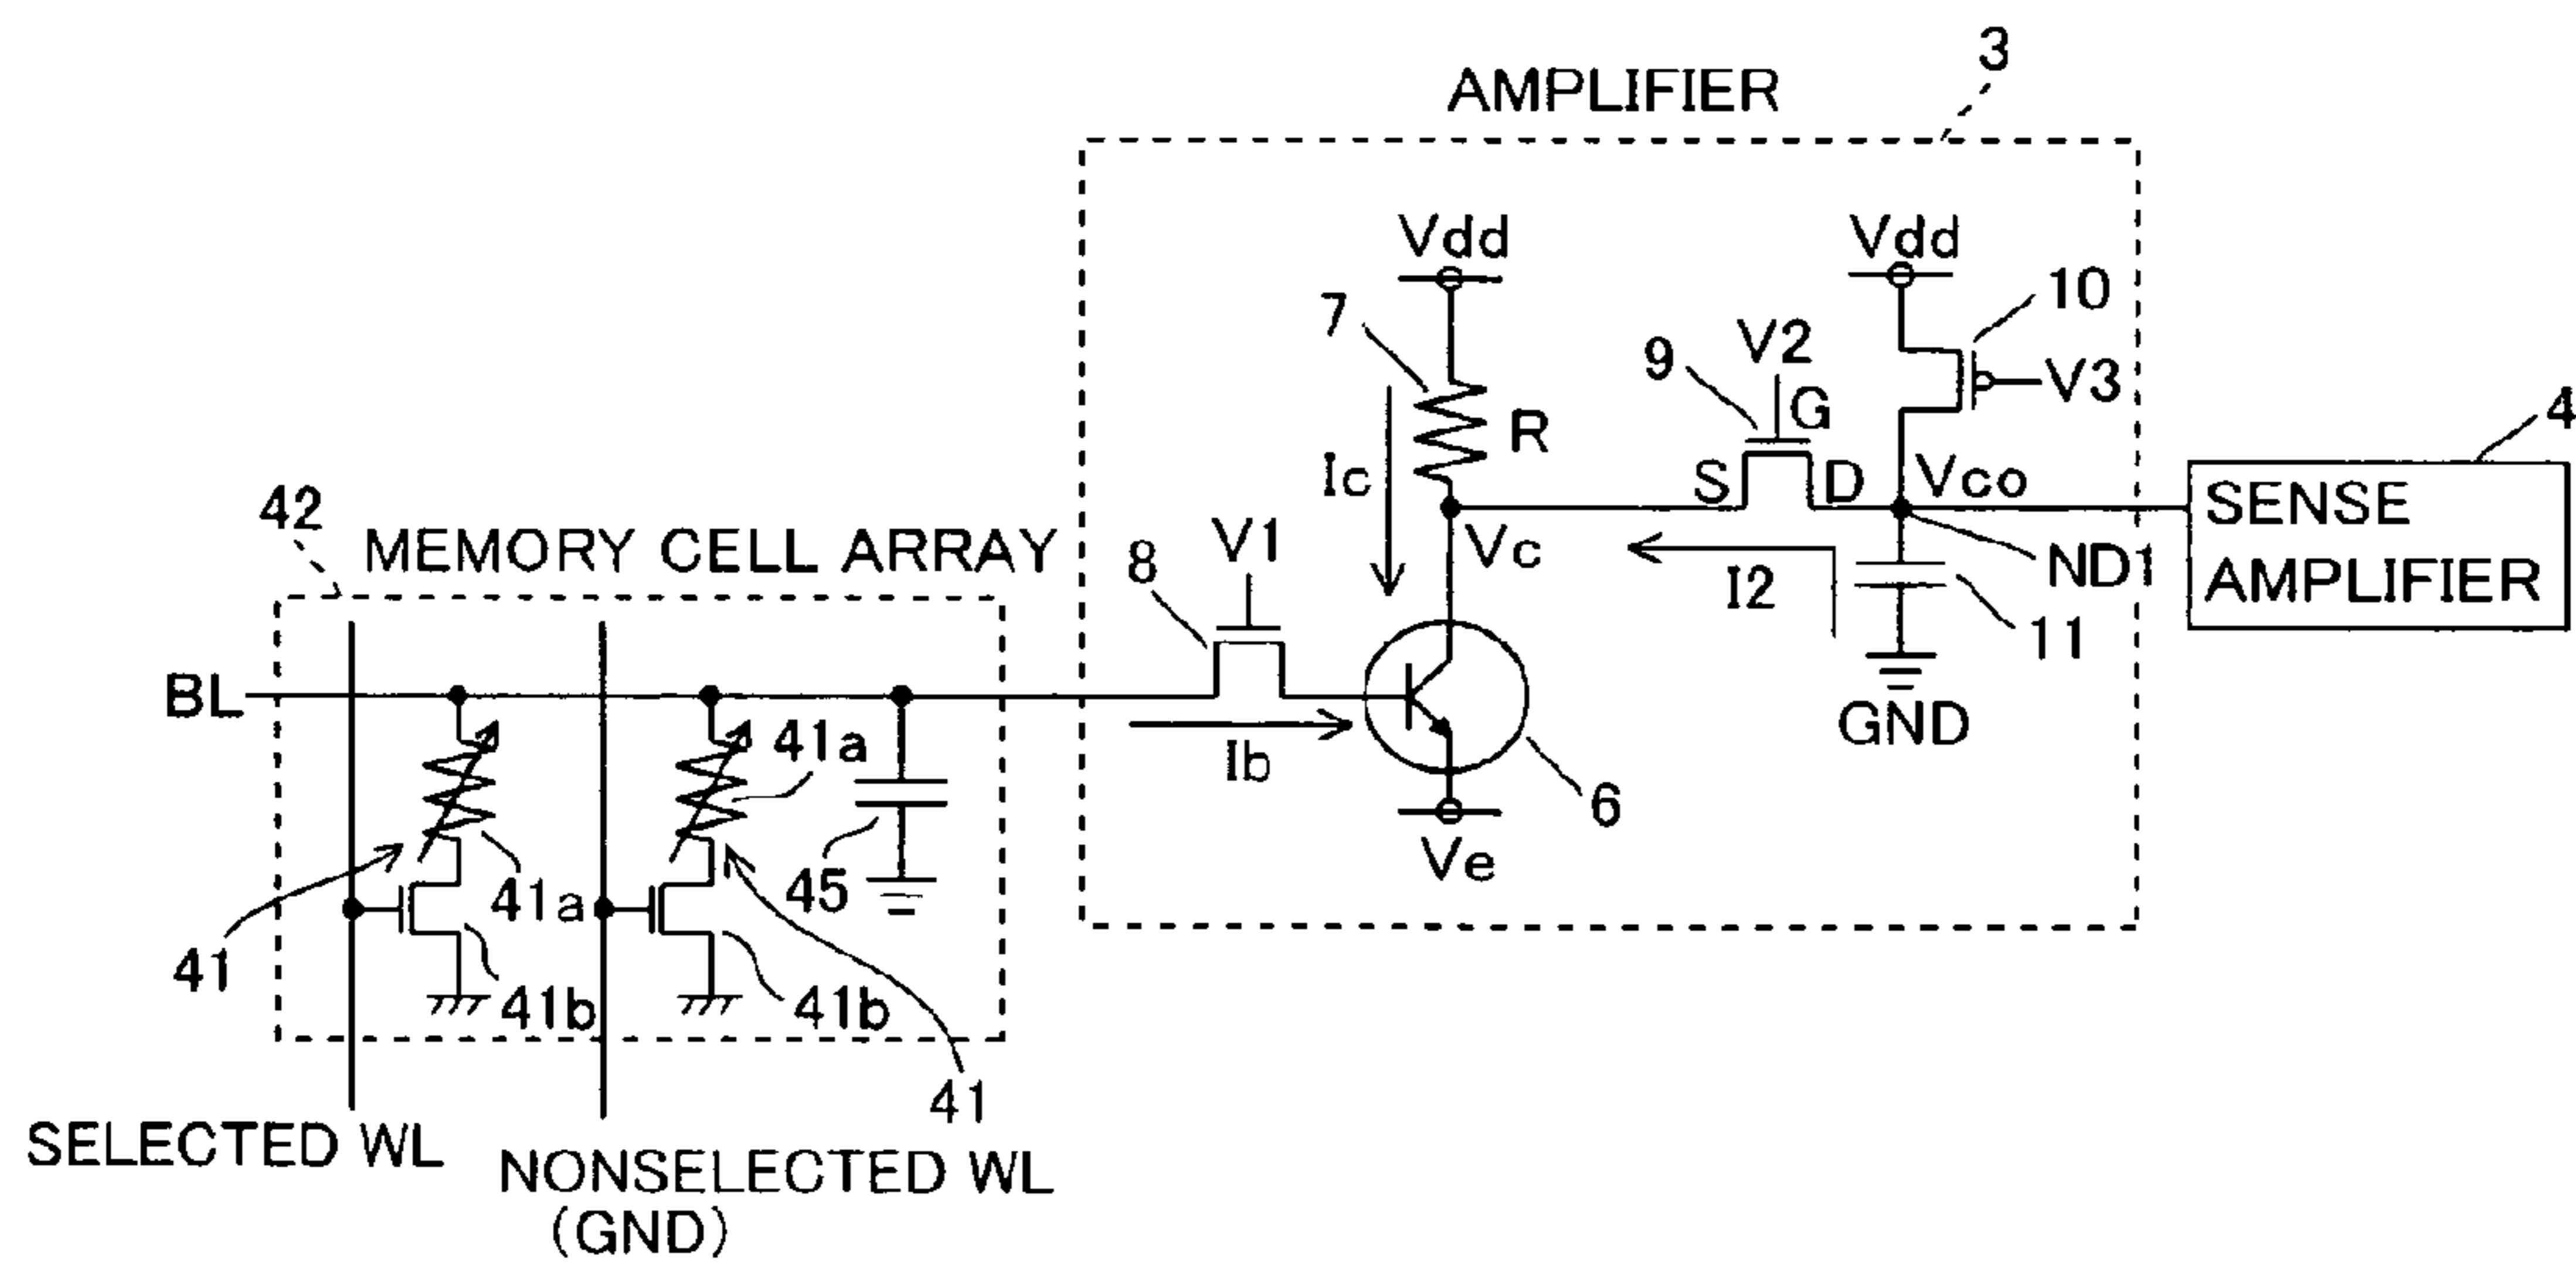 3
AMPLIFIER
Vdd
Vdd
10
7
V2
9
G
V3
R
4
Ic
S
D
Vco
SENSE
AMPLIFIER
42
MEMORY CELL ARRAY
V1
8
Vc
I2
ND1
11
GND
BL
Ib
6
Ve
41a
41a
45
41
41b
41b
41
SELECTED WL
NONSELECTED WL
(GND)